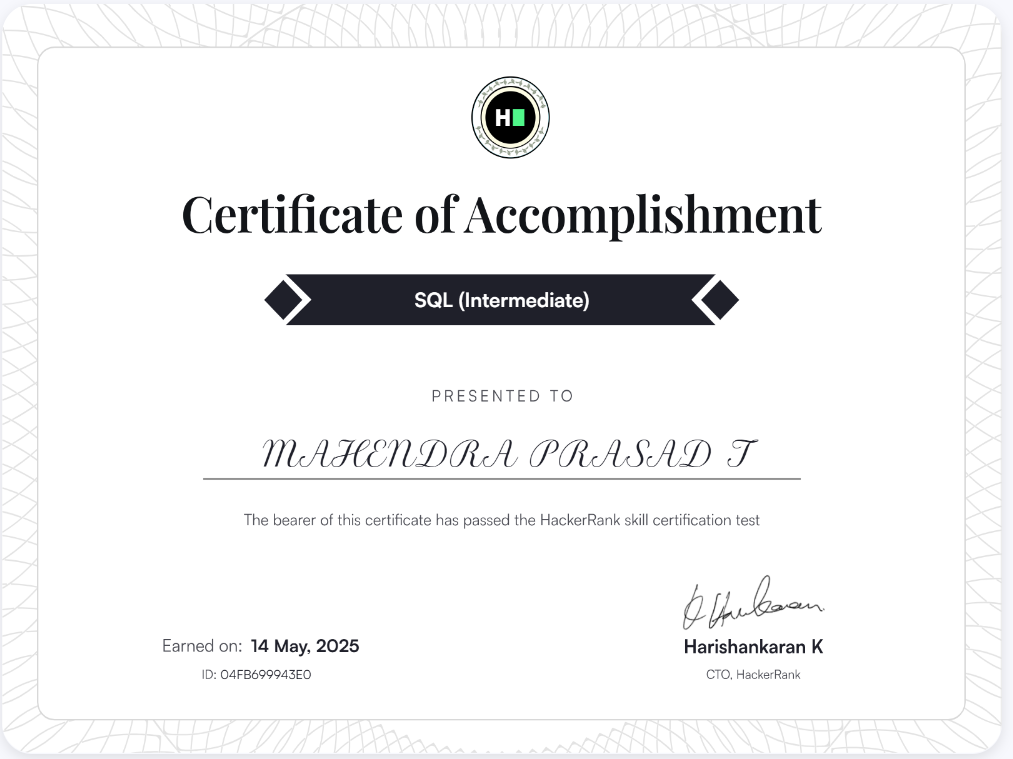 H
Certificate of Accomplishment
SQL (Intermediate)
PRESENTED TO
MAHENDRA PRASAD T
The bearer of this certificate has passed the HackerRank skill certification test
Earned on: 14 May, 2025
ID: 04FB699943E0
Harishankaran K
CTO, HackerRank